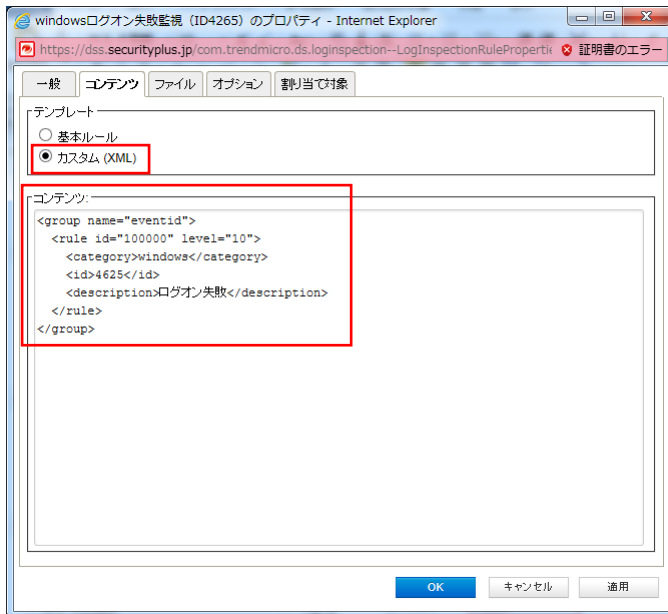 windowsログオン失敗監視（ID4265）のプロパティ - Internet Explorer
https://dss.securityplus.jp/com.trendmicro.ds.loginspection--LogInspectionRulePropertie 証明書のエラー
一般 コンテンツ ファイル オプション 割り当て対象
テンプレート
基本ルール
カスタム (XML)
コンテンツ:
<group name="eventid">
<rule id="100000" level="10">
<category>windows</category>
<id>4625</id>
<description>ログオン失敗</description>
</rule>
</group>
OK キャンセル 適用